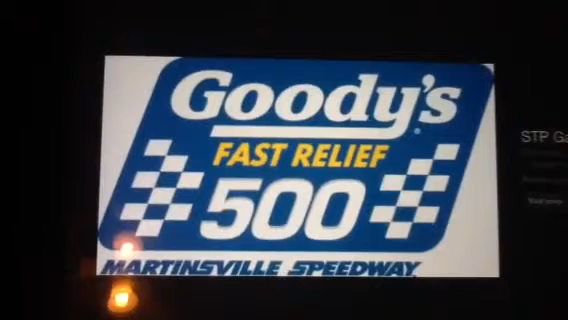 Goody's
FAST RELIEF
500
MARTINSVILLE SPEEDWAY
STP Ga